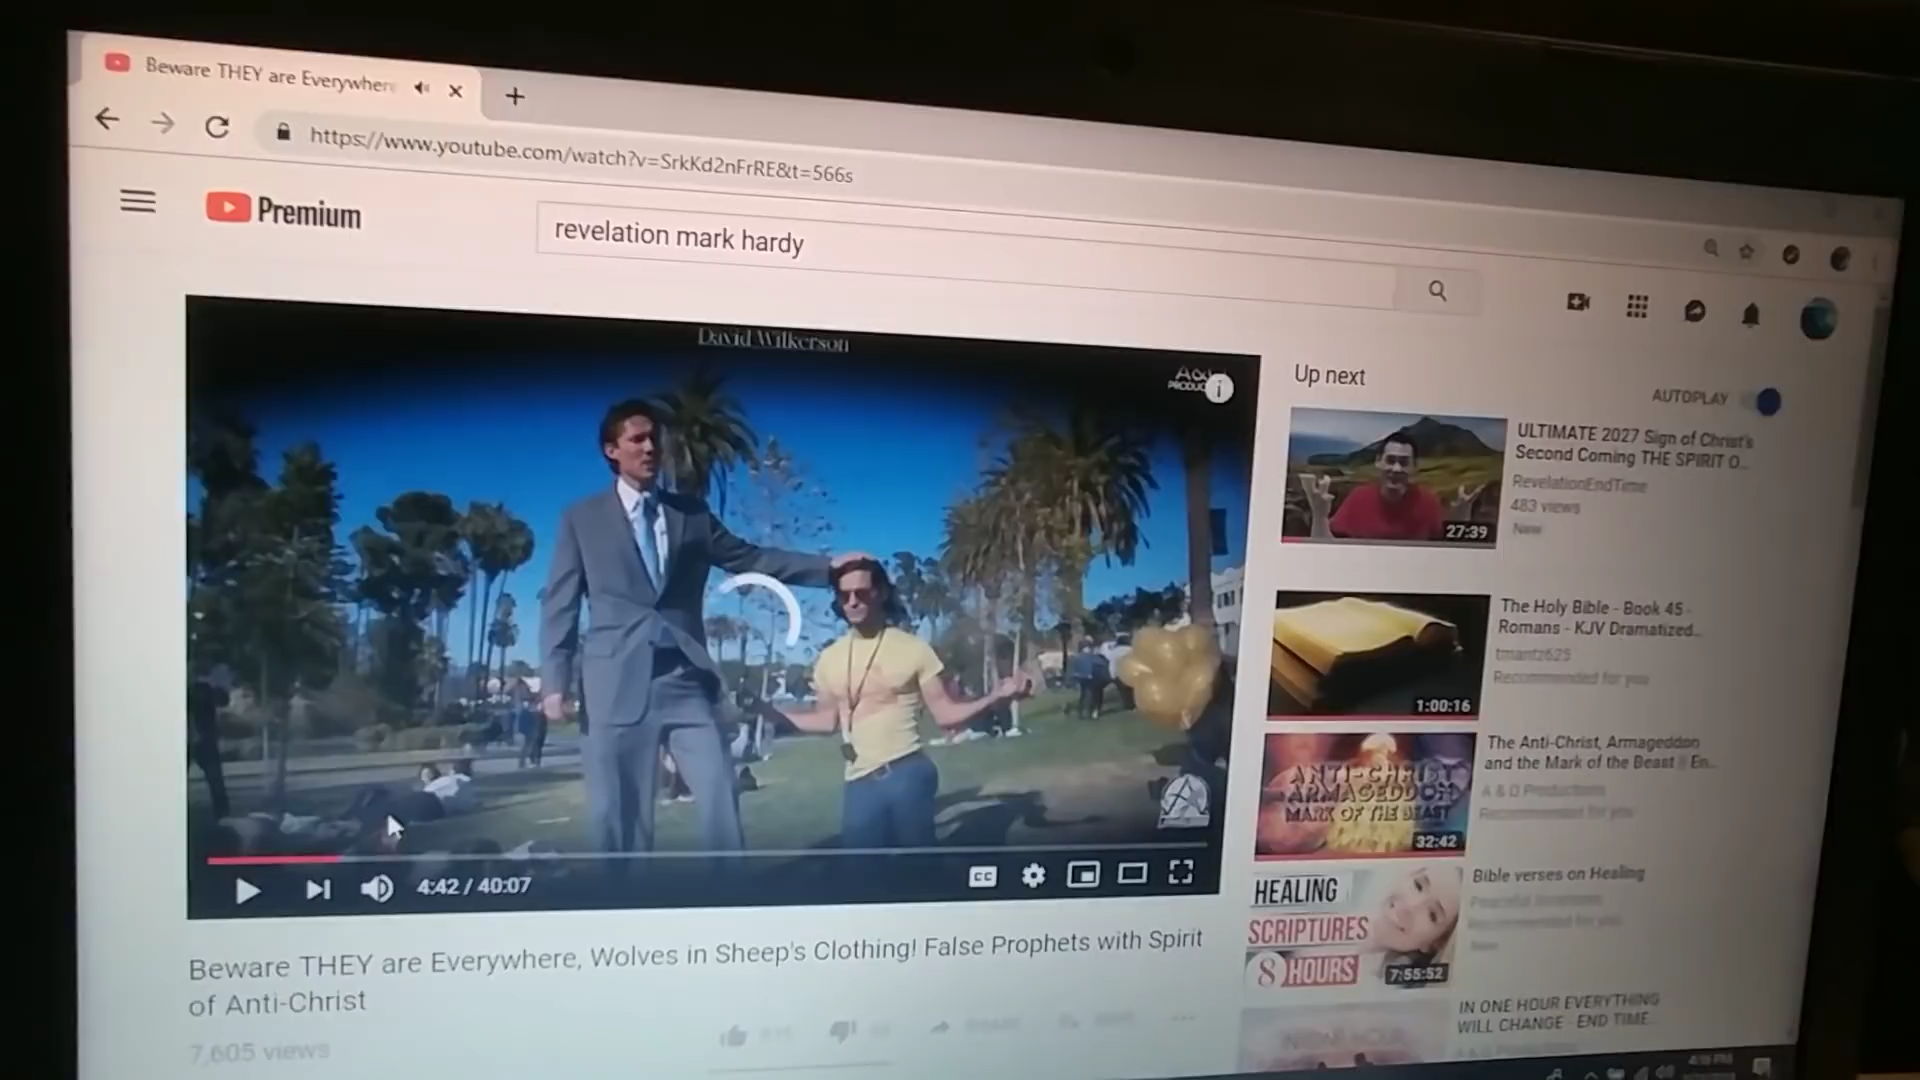 Beware THEY are Everywhere
https://www.youtube.com/watch?v=SrkKd2nFrRE&t=566s
Premium
revelation mark hardy
David Wilkerson
i
Up next
AUTOPLAY
ULTIMATE 2027 Sign of Christ's
Second Coming THE SPIRIT O...
RevelationEndTime
483 views
New
27:39
The Holy Bible - Book 45 -
Romans - KJV Dramatized...
tmantz625
Recommended for you
1:00:16
The Anti-Christ, Armageddon
and the Mark of the Beast | En...
A & D Productions
Recommended for you
ANTI-CHRIST
ARMAGEDDON
MARK OF THE BEAST
32:42
Bible verses on Healing
Recommended for you
New
HEALING
SCRIPTURES
8 HOURS
7:55:52
IN ONE HOUR EVERYTHING
WILL CHANGE - END TIME...
4:42 / 40:07
CC
Beware THEY are Everywhere, Wolves in Sheep's Clothing! False Prophets with Spirit
of Anti-Christ
7,605 views
SHARE